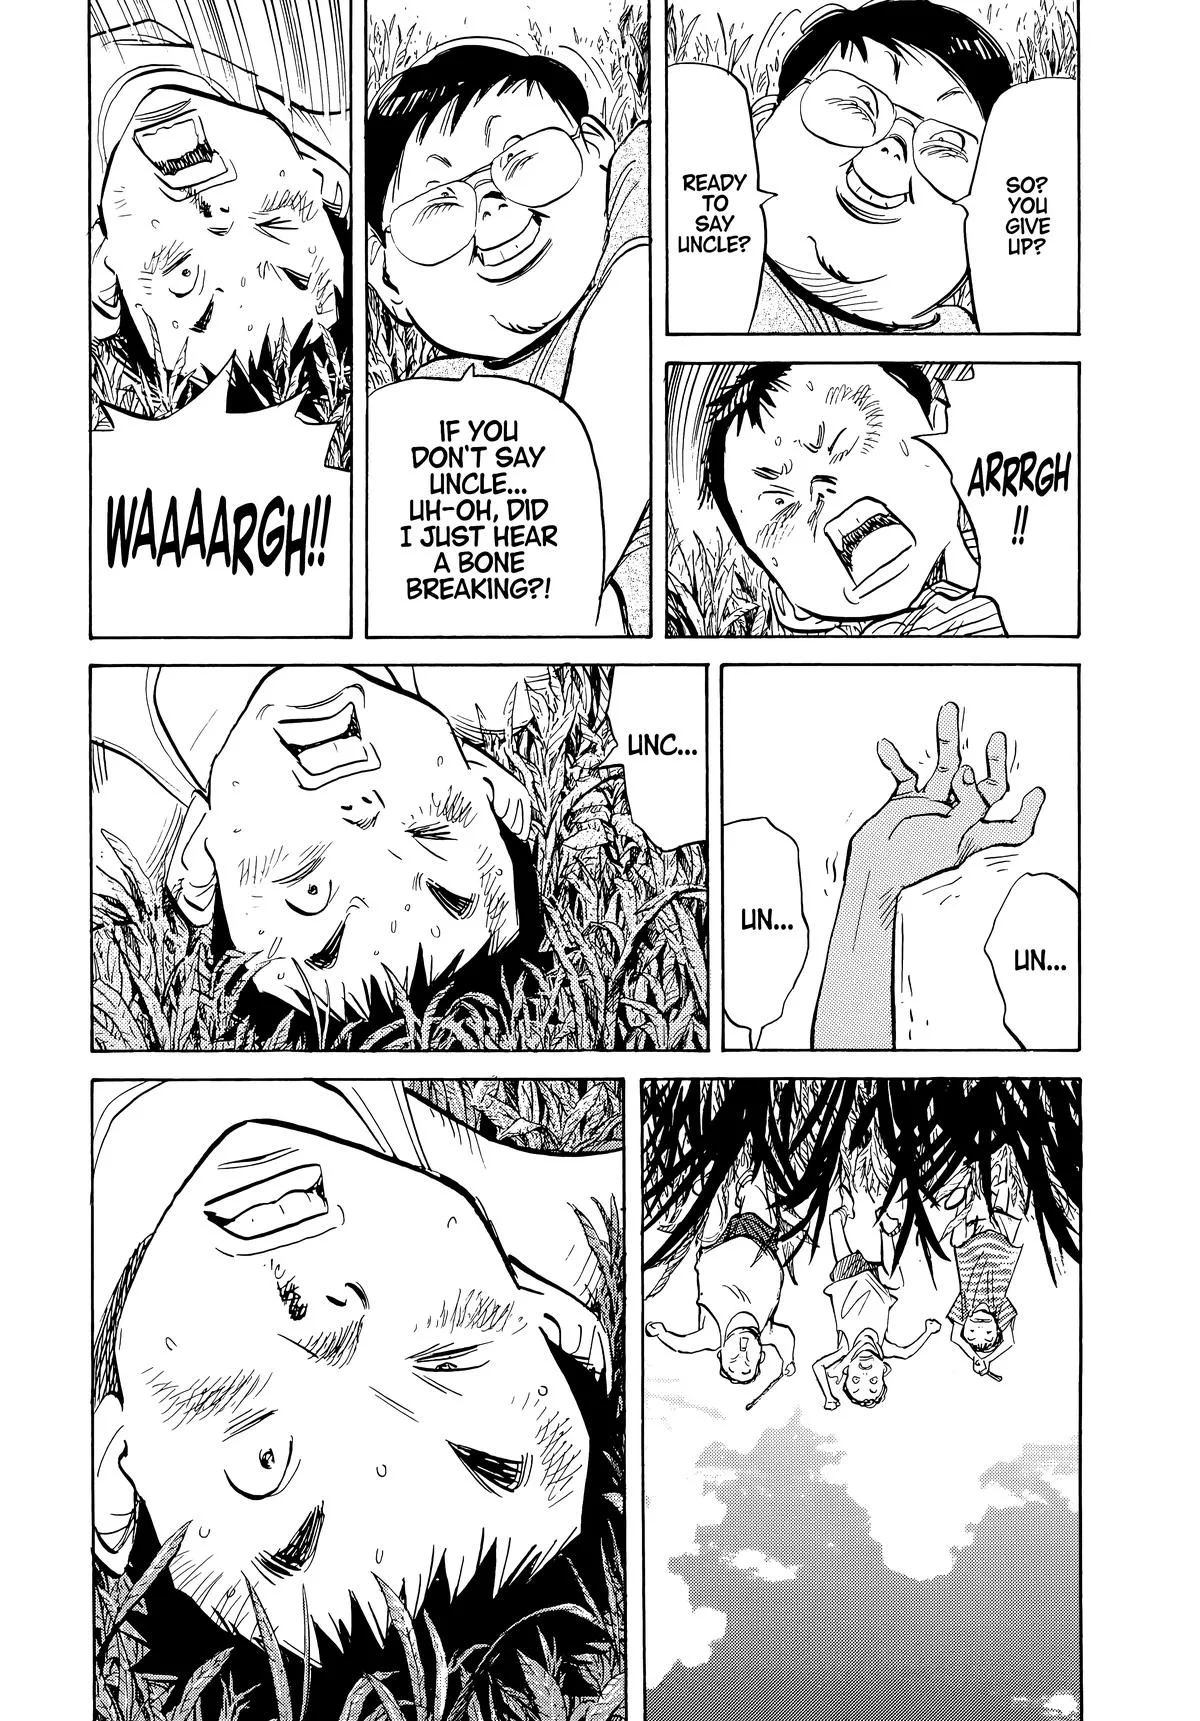 SO?
YOU
GIVE
UP?
READY
TO
SAY
UNCLE?
ARRRGH
!!
IF YOU
DON'T SAY
UNCLE...
UH-OH, DID
I JUST HEAR
A BONE
BREAKING?!
WAAAARGH!!
UN...
UN...
UNC...